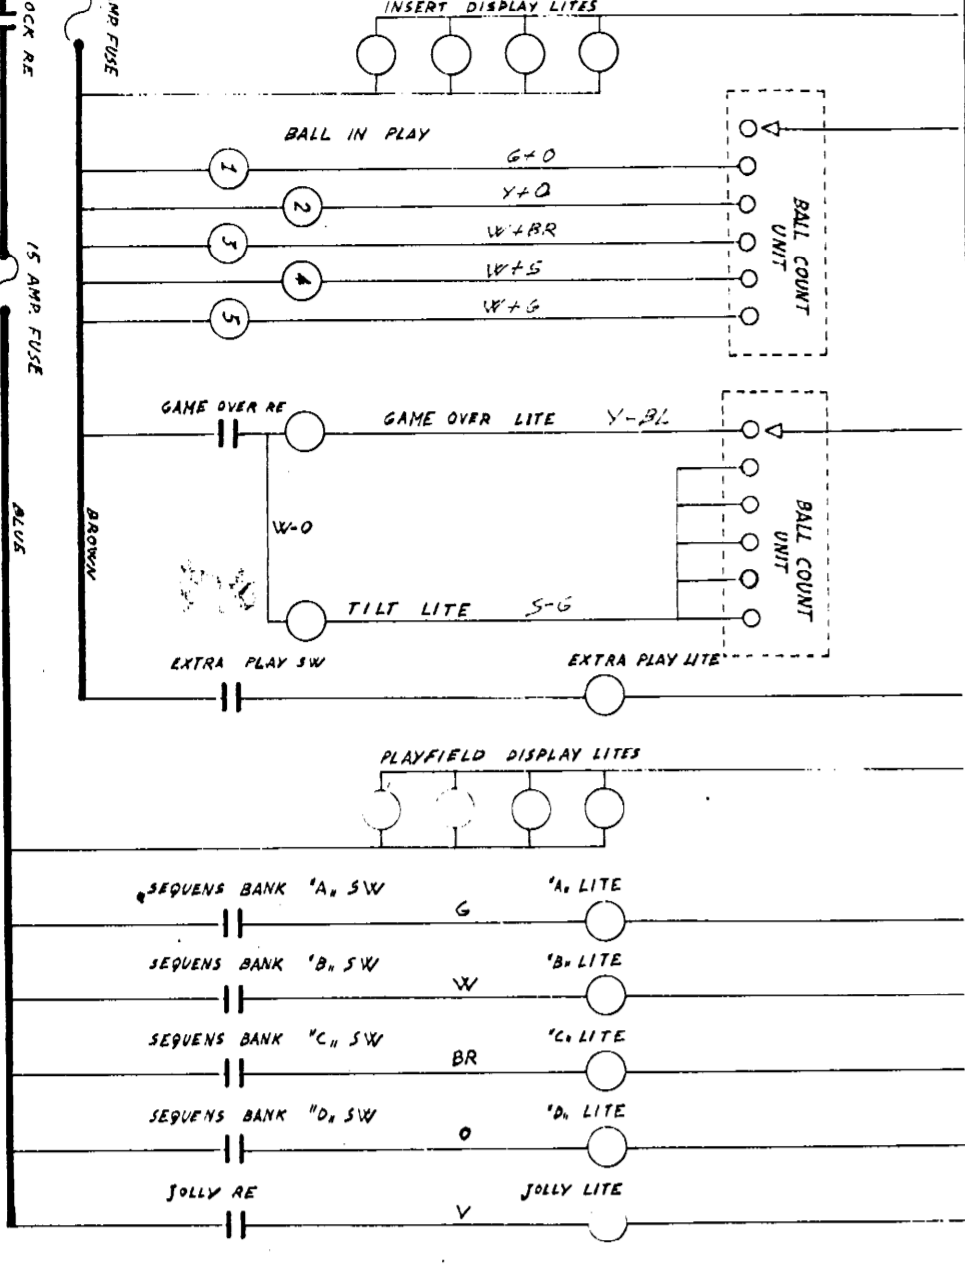 INSERT DISPLAY LITES
OCK RE
MP FUSE
BALL IN PLAY
1
G+O
2
Y+O
3
W+BR
4
W+S
5
W+G
BALL COUNT
UNIT
15 AMP. FUSE
GAME OVER RE
GAME OVER LITE
Y-BL
BLUE
BROWN
W-O
BALL COUNT
UNIT
TILT LITE
S-G
EXTRA PLAY SW
EXTRA PLAY LITE
PLAYFIELD DISPLAY LITES
SEQUENS BANK "A" SW
G
"A" LITE
SEQUENS BANK "B" SW
W
"B" LITE
SEQUENS BANK "C" SW
BR
"C" LITE
SEQUENS BANK "D" SW
O
"D" LITE
JOLLY RE
V
JOLLY LITE